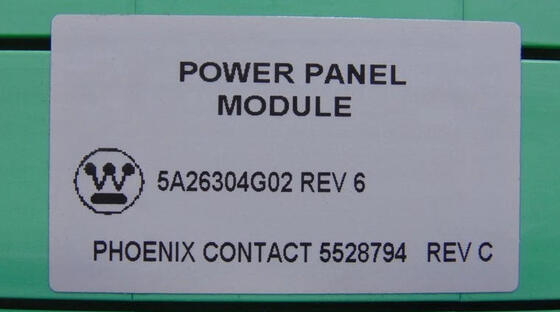 POWER PANEL
MODULE
5A26304G02 REV 6
PHOENIX CONTACT 5528794 REV C